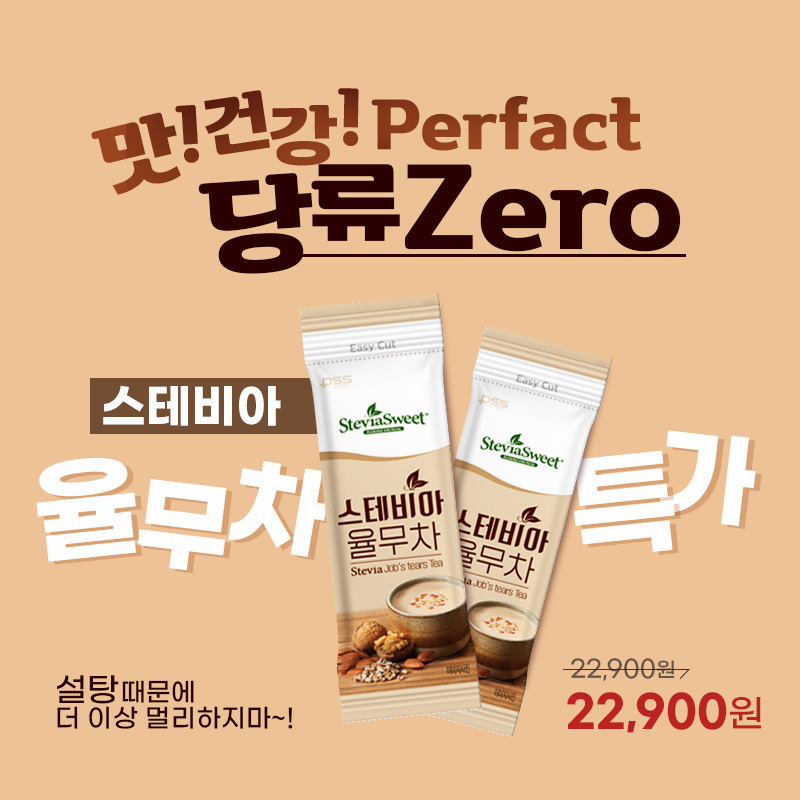 맛!건강! Perfact
당류Zero
스테비아
율무차
특가
Easy Cut
pss
SteviaSweet
스테비아
율무차
Stevia Job's tears Tea
Easy Cut
pss
SteviaSweet
스테비아
율무차
Stevia Job's tears Tea
설탕 때문에
더 이상 멀리하지마~!
22,900원
22,900원